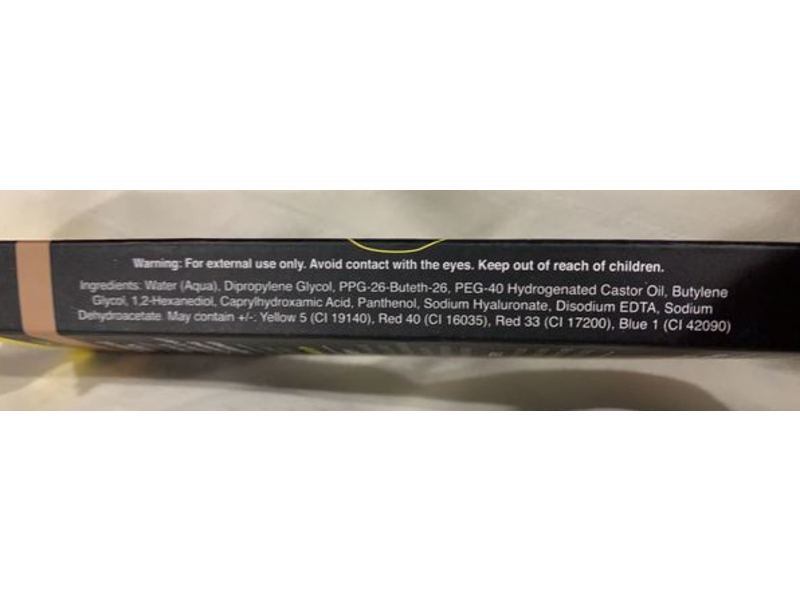 Warning: For external use only. Avoid contact with the eyes. Keep out of reach of children.
Ingredients: Water (Aqua), Dipropylene Glycol, PPG-26-Buteth-26, PEG-40 Hydrogenated Castor Oil, Butylene
Glycol, 1,2-Hexanediol, Caprylhydroxamic Acid, Panthenol, Sodium Hyaluronate, Disodium EDTA, Sodium
Dehydroacetate. May contain +/-: Yellow 5 (CI 19140), Red 40 (CI 16035), Red 33 (CI 17200), Blue 1 (CI 42090)